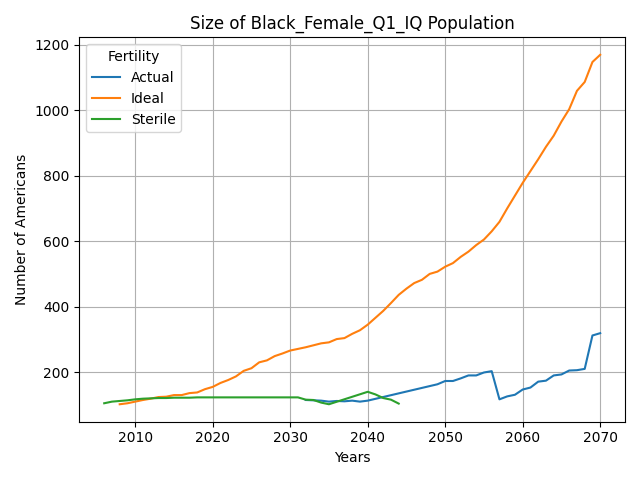 Size of Black_Female_Q1_IQ Population
Number of Americans
1200
1000
800
600
400
200
Fertility
Actual
Ideal
Sterile
2010 2020 2030 2040 2050 2060 2070
Years